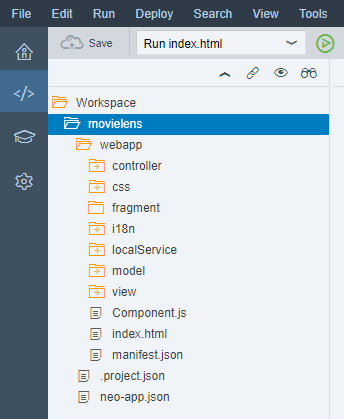 File Edit Run Deploy Search View Tools
Save Run index.html
</>
Workspace
movielens
webapp
controller
css
fragment
i18n
localService
model
view
Component.js
index.html
manifest.json
.project.json
neo-app.json